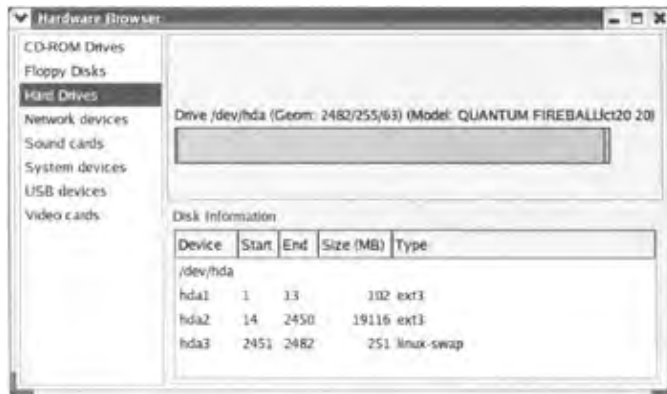 Hardware Browser
CD-ROM Drives
Floppy Disks
Hard Drives
Network devices
Sound cards
System devices
USB devices
Video cards
Drive /dev/hda (Geom: 2482/255/63) (Model: QUANTUM FIREBALLlct20 20)
Disk Information
Device Start End Size (MB) Type
/dev/hda
hda1 1 13 102 ext3
hda2 14 2450 19116 ext3
hda3 2451 2482 251 linux-swap